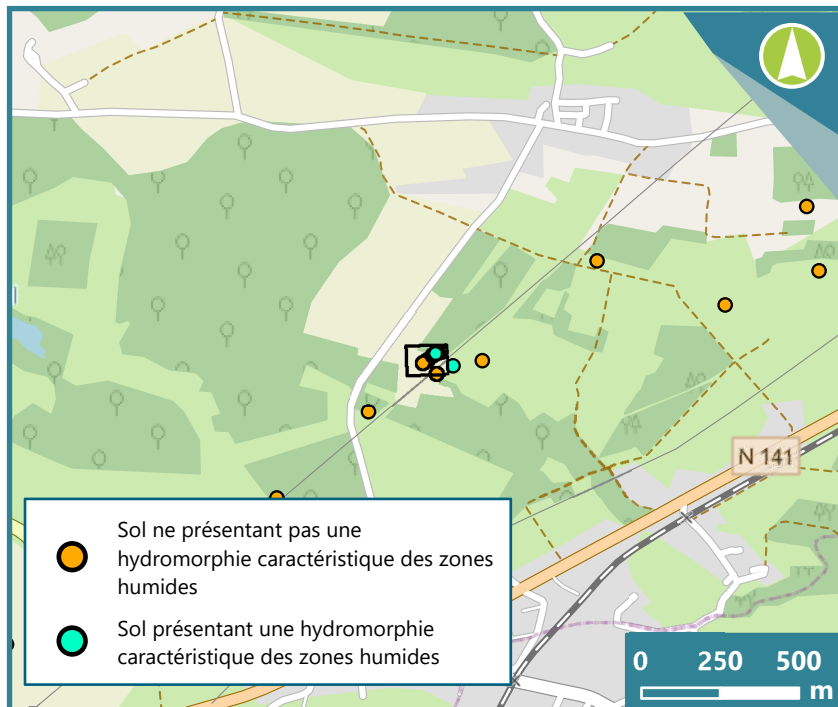 N 141
Sol ne présentant pas une
hydromorphie caractéristique des zones
humides
Sol présentant une hydromorphie
caractéristique des zones humides
0 250 500
m